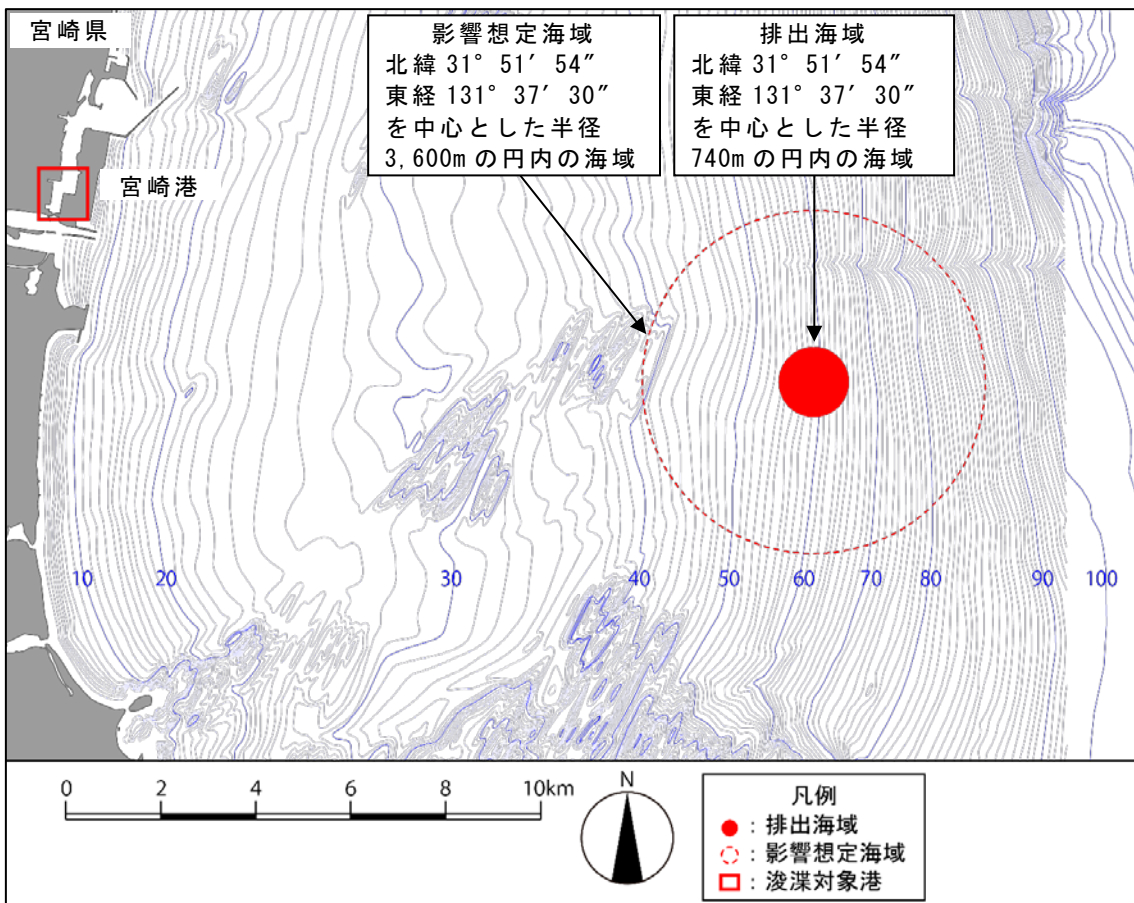 宮崎県
影響想定海域
北緯 31° 51′ 54″
東経 131° 37′ 30″
を中心とした半径
3,600m の円内の海域
排出海域
北緯 31° 51′ 54″
東経 131° 37′ 30″
を中心とした半径
740m の円内の海域
宮崎港
10 20 30 40 50 60 70 80 90 100
0 2 4 6 8 10km
N
凡例
：排出海域
：影響想定海域
：浚渫対象港